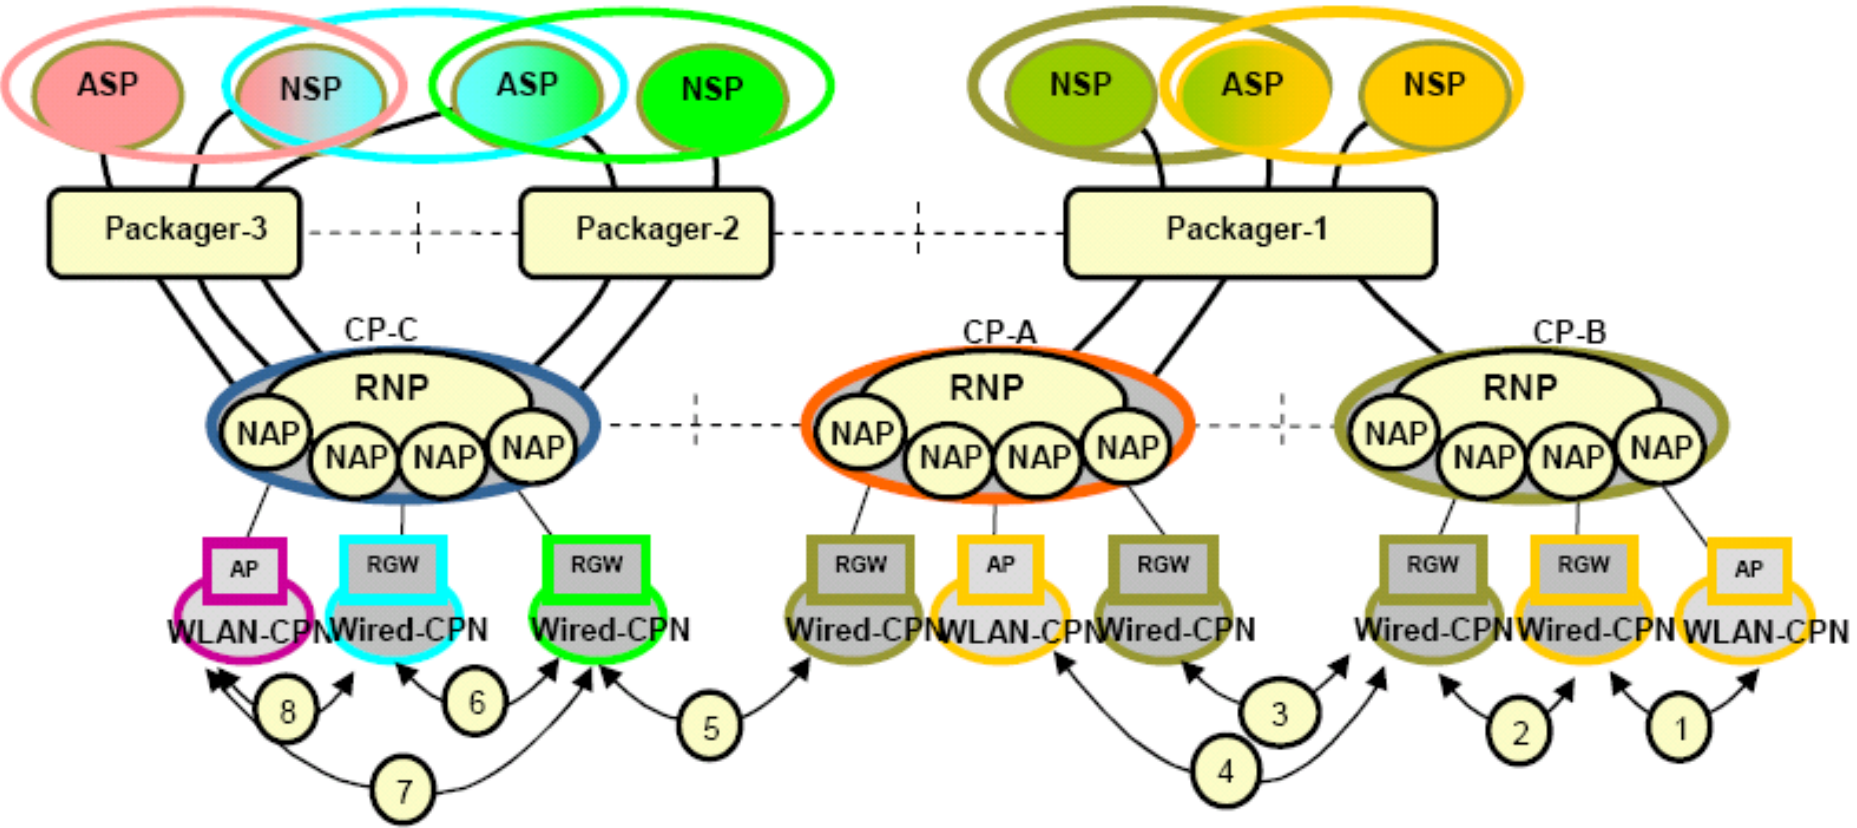 ASP
NSP
ASP
NSP
NSP
ASP
NSP
Packager-3
Packager-2
Packager-1
CP-C
CP-A
CP-B
RNP
RNP
RNP
NAP
NAP
NAP
NAP
NAP
NAP
NAP
NAP
NAP
NAP
NAP
NAP
AP
RGW
RGW
RGW
AP
RGW
RGW
RGW
AP
WLAN-CPN
Wired-CPN
Wired-CPN
Wired-CPN
WLAN-CPN
Wired-CPN
Wired-CPN
Wired-CPN
WLAN-CPN
8
6
5
3
2
1
7
4